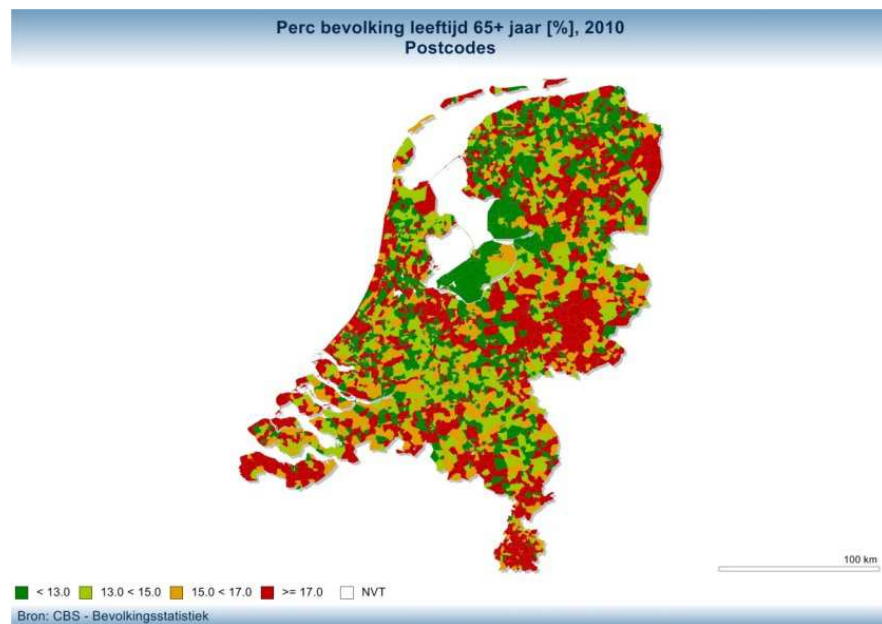 Perc bevolking leeftijd 65+ jaar [%], 2010
Postcodes
100 km
< 13.0 13.0 < 15.0 15.0 < 17.0 >= 17.0 NVT
Bron: CBS - Bevolkingsstatistiek